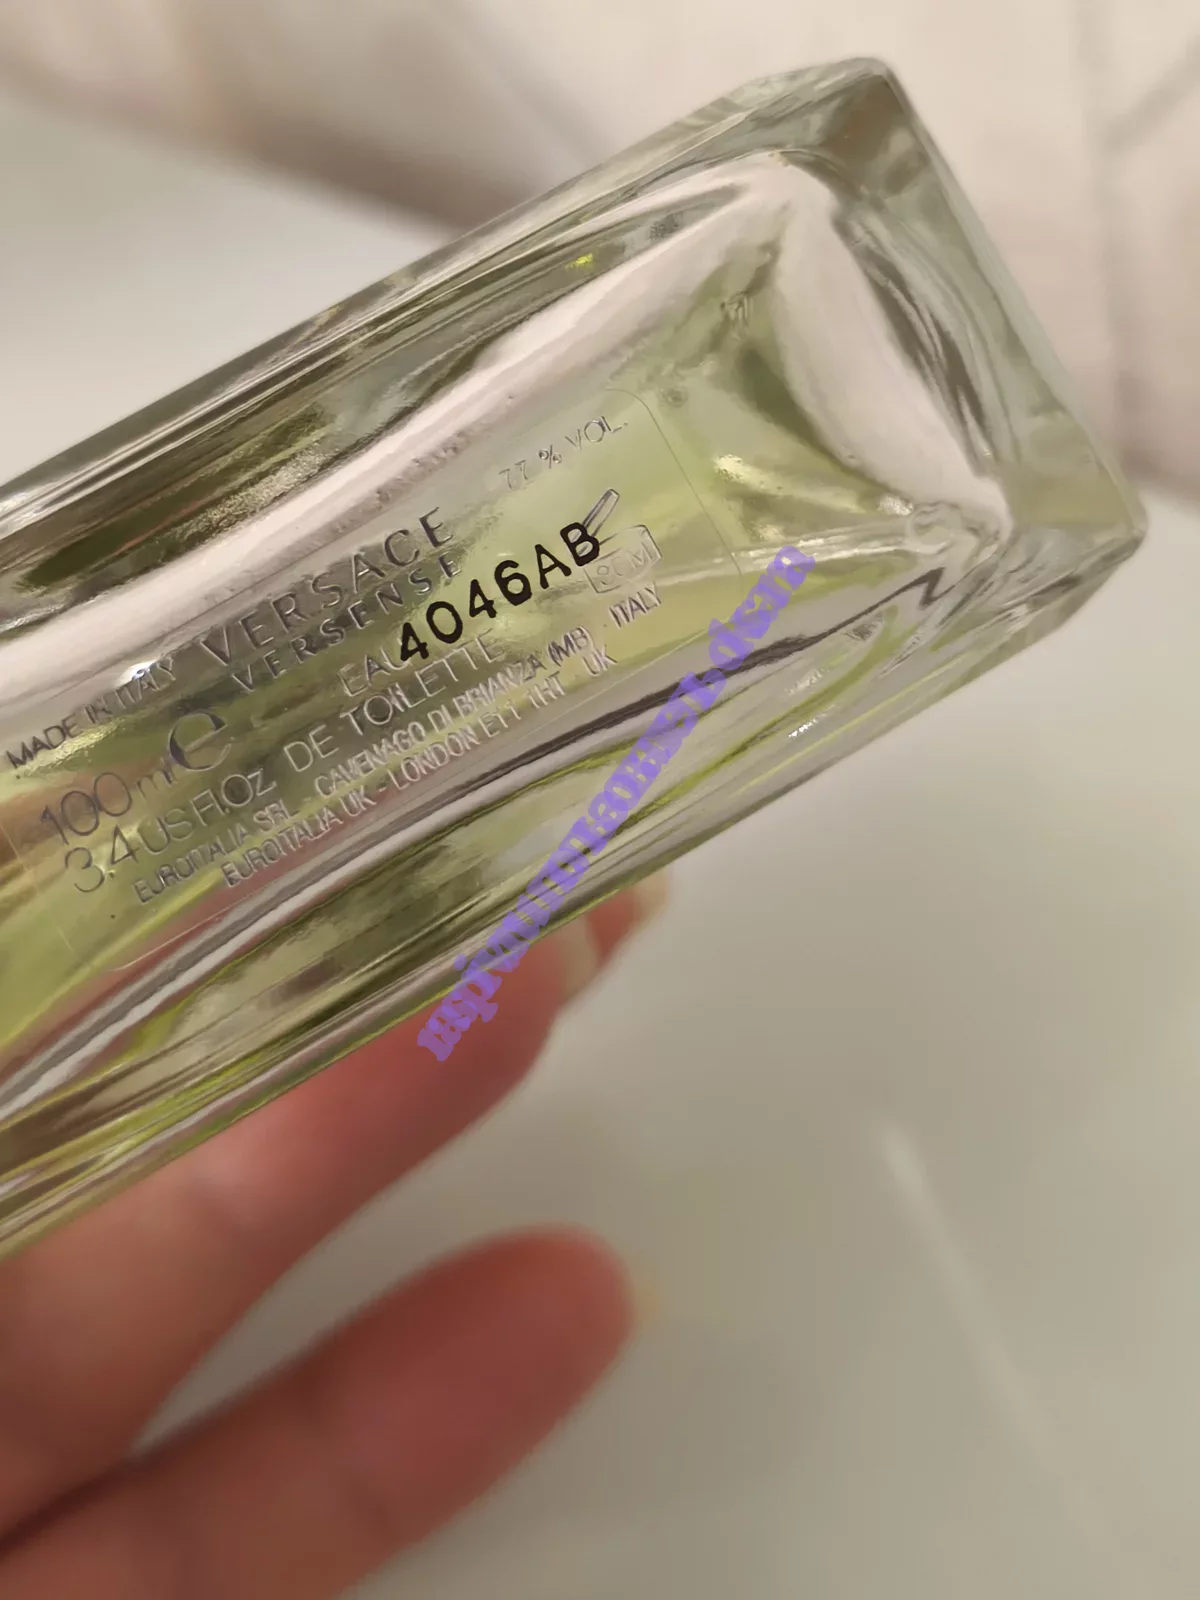 77 % VOL.
VERSACE
VERSENSE
4046AB
EAU
DE TOILETTE
MADE IN ITALY
100 ml e
3.4 US FL.OZ
36 M
EUROITALIA SRL - CAVENAGO DI BRIANZA (MB) - ITALY
EUROITALIA UK - LONDON E11 1HT - UK